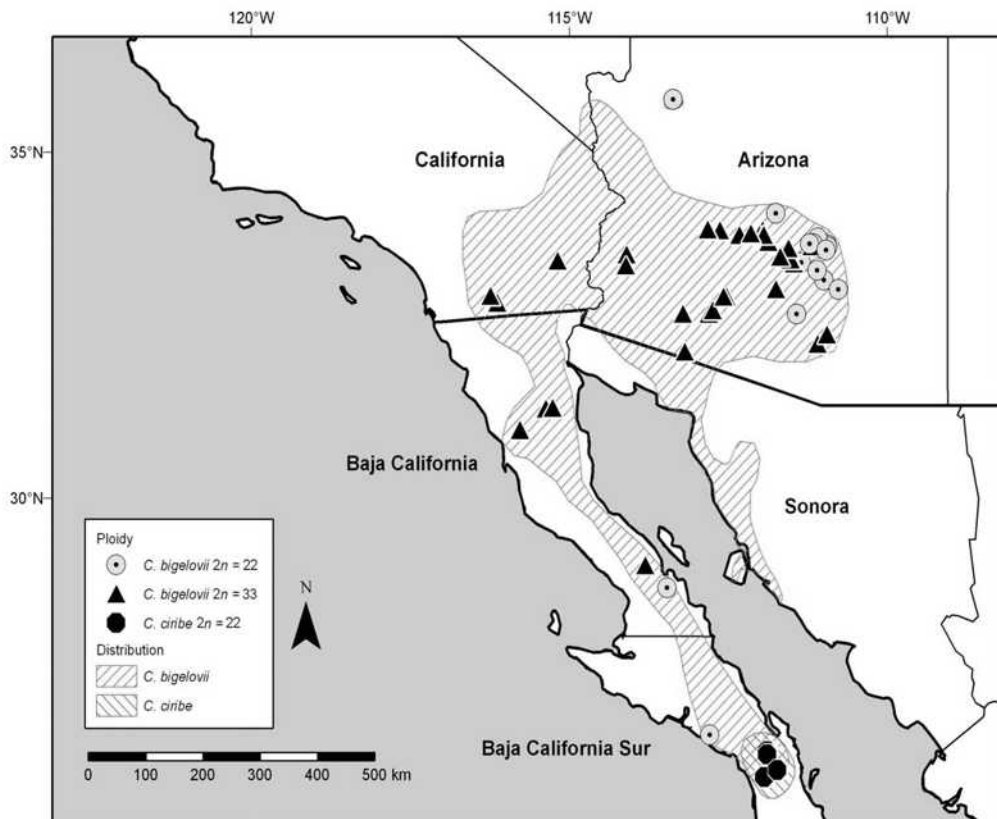 120°W 115°W 110°W
35°N
California
Arizona
Baja California
30°N
Sonora
Ploidy
C. bigelovii 2n = 22
C. bigelovii 2n = 33
C. ciribe 2n = 22
Distribution
C. bigelovii
C. ciribe
N
Baja California Sur
0 100 200 300 400 500 km